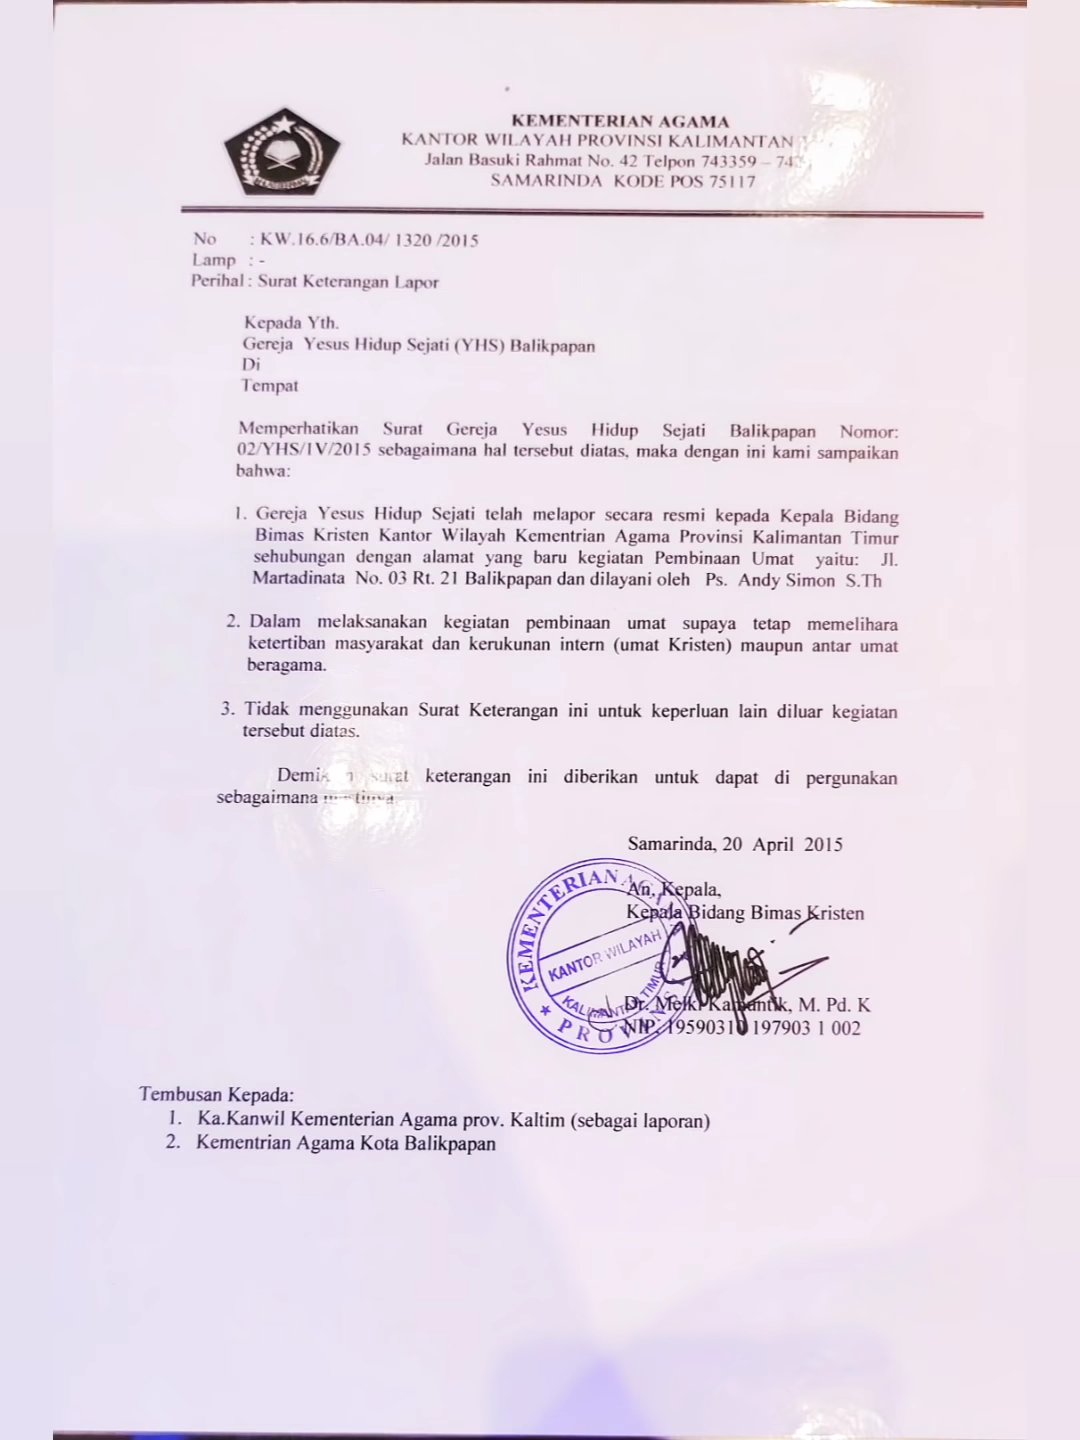 KEMENTERIAN AGAMA
KANTOR WILAYAH PROVINSI KALIMANTAN
Jalan Basuki Rahmat No. 42 Telpon 743359 –
SAMARINDA KODE POS 75117
No : KW.16.6/BA.04/ 1320 /2015
Lamp : -
Perihal : Surat Keterangan Lapor
Kepada Yth.
Gereja Yesus Hidup Sejati (YHS) Balikpapan
Di
Tempat
Memperhatikan Surat Gereja Yesus Hidup Sejati Balikpapan Nomor:
02/YHS/IV/2015 sebagaimana hal tersebut diatas, maka dengan ini kami sampaikan
bahwa:
1. Gereja Yesus Hidup Sejati telah melapor secara resmi kepada Kepala Bidang
Bimas Kristen Kantor Wilayah Kementrian Agama Provinsi Kalimantan Timur
sehubungan dengan alamat yang baru kegiatan Pembinaan Umat yaitu: Jl.
Martadinata No. 03 Rt. 21 Balikpapan dan dilayani oleh Ps. Andy Simon S.Th
2. Dalam melaksanakan kegiatan pembinaan umat supaya tetap memelihara
ketertiban masyarakat dan kerukunan intern (umat Kristen) maupun antar umat
beragama.
3. Tidak menggunakan Surat Keterangan ini untuk keperluan lain diluar kegiatan
tersebut diatas.
surat keterangan ini diberikan untuk dapat di pergunakan
sebagaimana
Samarinda, 20 April 2015
An. Kepala,
Kepala Bidang Bimas Kristen
KEMENTERIAN AGAMA
KANTOR WILAYAH
KALIMANTAN TIMUR
PROVINSI
Dr. Melki Kamantik, M. Pd. K
NIP. 197903 1 002
Tembusan Kepada:
1. Ka.Kanwil Kementerian Agama prov. Kaltim (sebagai laporan)
2. Kementrian Agama Kota Balikpapan